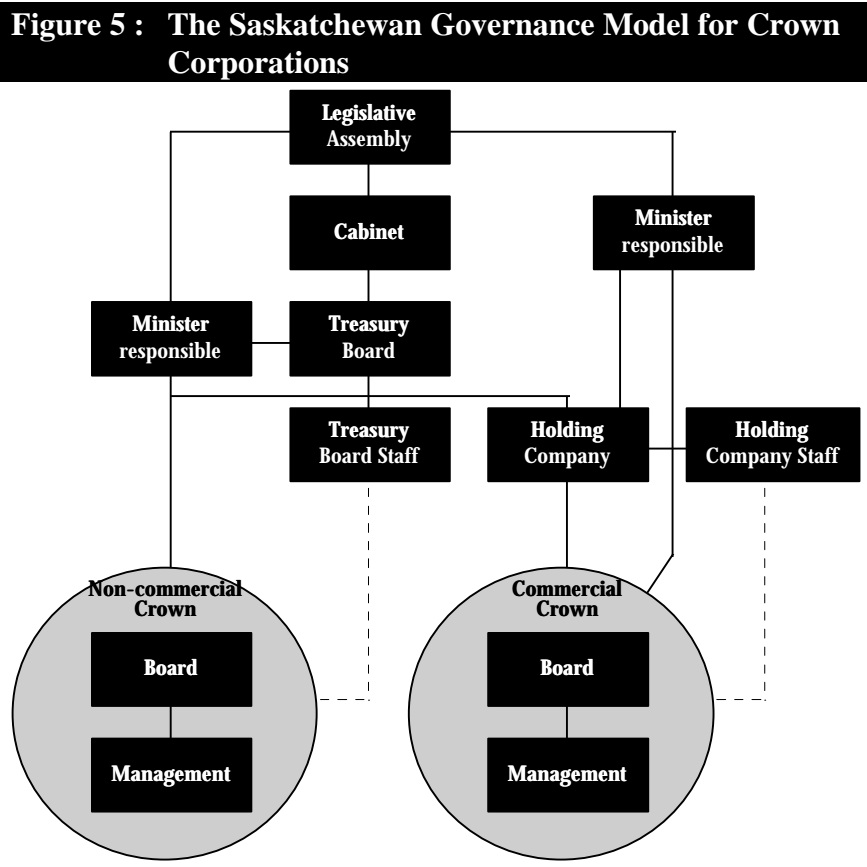 Figure 5 : The Saskatchewan Governance Model for Crown
Corporations
Legislative
Assembly
Cabinet
Minister
responsible
Minister
responsible
Treasury
Board
Treasury
Board Staff
Holding
Company
Holding
Company Staff
Non-commercial
Crown
Board
Management
Commercial
Crown
Board
Management